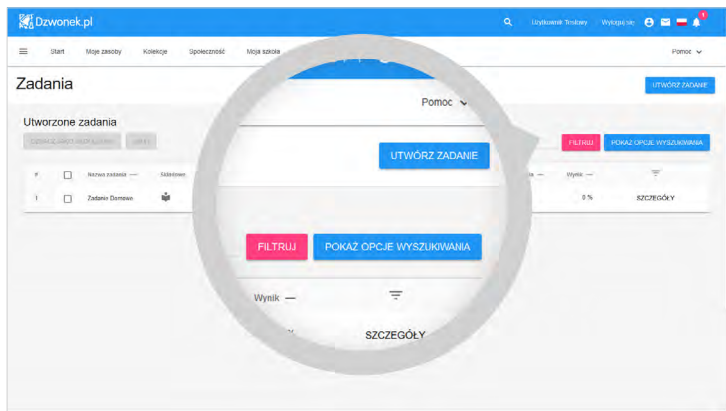 Dzwonek.pl
Użytkownik Testowy Wyloguj się 1
Start Moje zasoby Kolekcje Społeczność Moja szkoła Pomoc
Zadania
UTWÓRZ ZADANIE
Utworzone zadania
FILTRUJ POKAŻ OPCJE WYSZUKIWANIA
# Nazwa zadania — Składowe Wynik —
1 Zadanie Domowe 0 % SZCZEGÓŁY
Pomoc
UTWÓRZ ZADANIE
FILTRUJ POKAŻ OPCJE WYSZUKIWANIA
Wynik —
% SZCZEGÓŁY